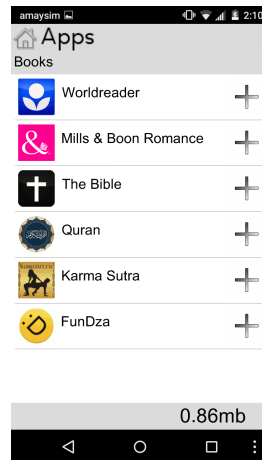 amaysim 2:10
Apps
Books
Worldreader
Mills & Boon Romance
&
The Bible
Quran
Karma Sutra
FunDza
0.86mb